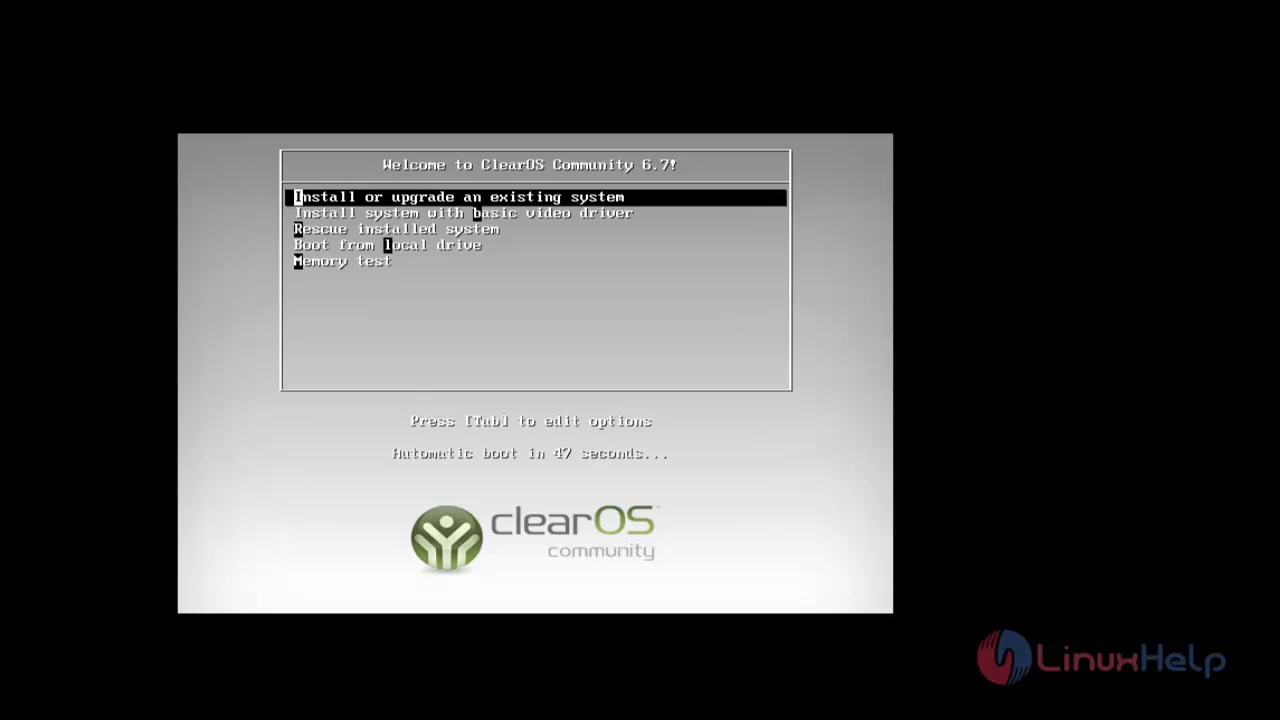 Welcome to ClearOS Community 6.7!
Install or upgrade an existing system
Install system with basic video driver
Rescue installed system
Boot from local drive
Memory test
Press [Tab] to edit options
Automatic boot in 47 seconds...
clearOS™
community
LinuxHelp